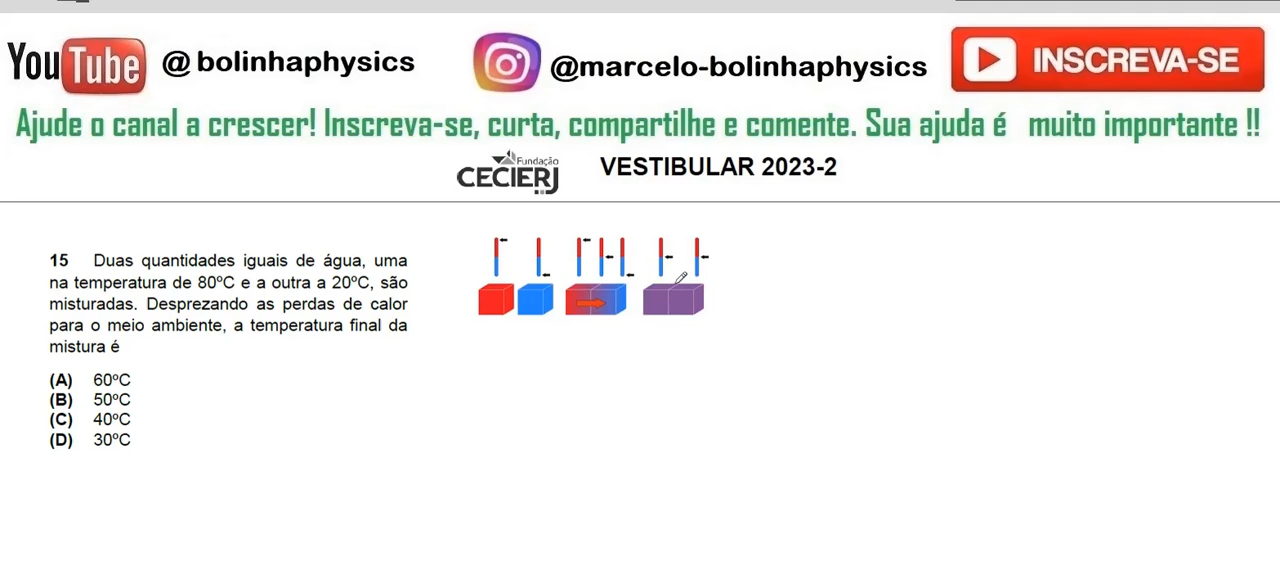 YouTube @bolinhaphysics @marcelo-bolinhaphysics INSCREVA-SE
Ajude o canal a crescer! Inscreva-se, curta, compartilhe e comente. Sua ajuda é muito importante !!
Fundação
CECIERJ VESTIBULAR 2023-2
15 Duas quantidades iguais de água, uma
na temperatura de 80ºC e a outra a 20ºC, são
misturadas. Desprezando as perdas de calor
para o meio ambiente, a temperatura final da
mistura é
(A) 60ºC
(B) 50ºC
(C) 40ºC
(D) 30ºC